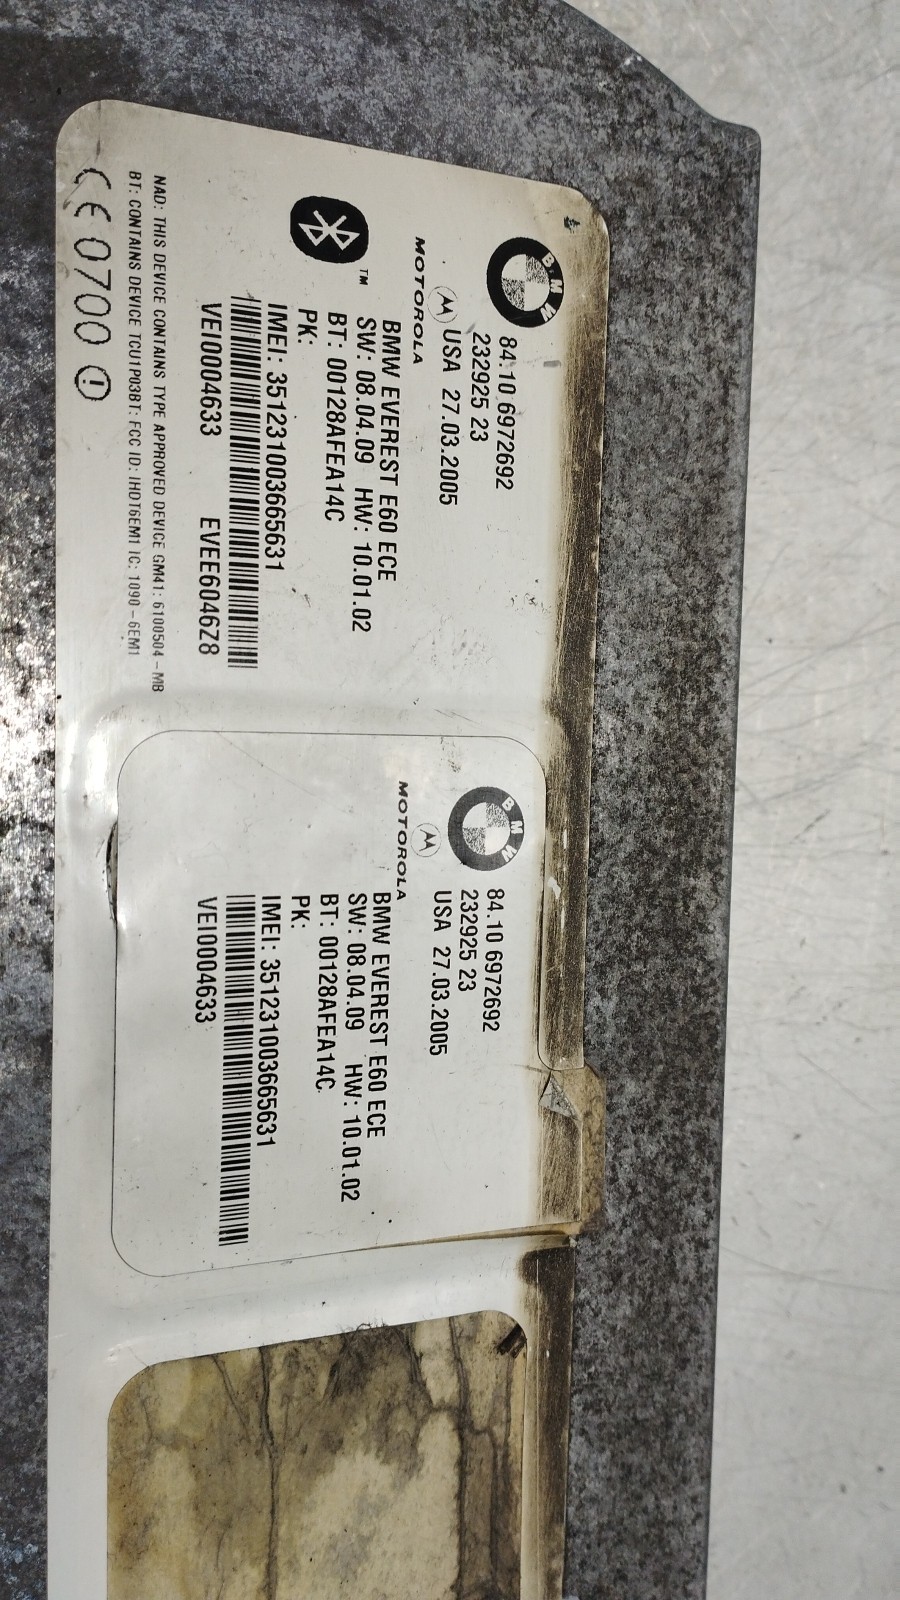 BMW
84.10 6972692
232925 23
USA 27.03.2005
MOTOROLA
BMW EVEREST E60 ECE
SW: 08.04.09 HW: 10.01.02
BT: 00128AFEA14C
PK:
TM
IMEI: 351231003665631
VEI0004633 EVEE6046Z8
NAD: THIS DEVICE CONTAINS TYPE APPROVED DEVICE GM41: 6100504-MB
BT: CONTAINS DEVICE TCU1P03BT: FCC ID: IHDT6EM1 IC: 1090-6EM1
CE0700
BMW
84.10 6972692
232925 23
USA 27.03.2005
MOTOROLA
BMW EVEREST E60 ECE
SW: 08.04.09 HW: 10.01.02
BT: 00128AFEA14C
PK:
IMEI: 351231003665631
VEI0004633